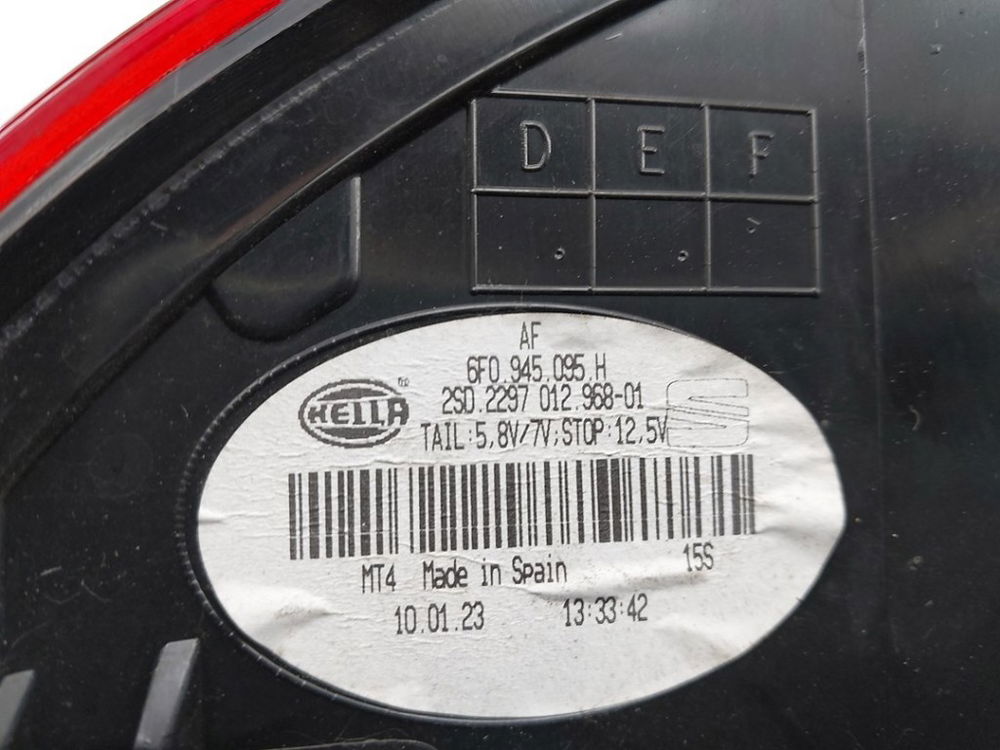 D E F
AF
6F0.945.095.H
HELLA ®
2SD.2297 012.968-01
TAIL:5,8V/7V;STOP:12,5V
MT4 Made in Spain 15S
10.01.23 13:33:42